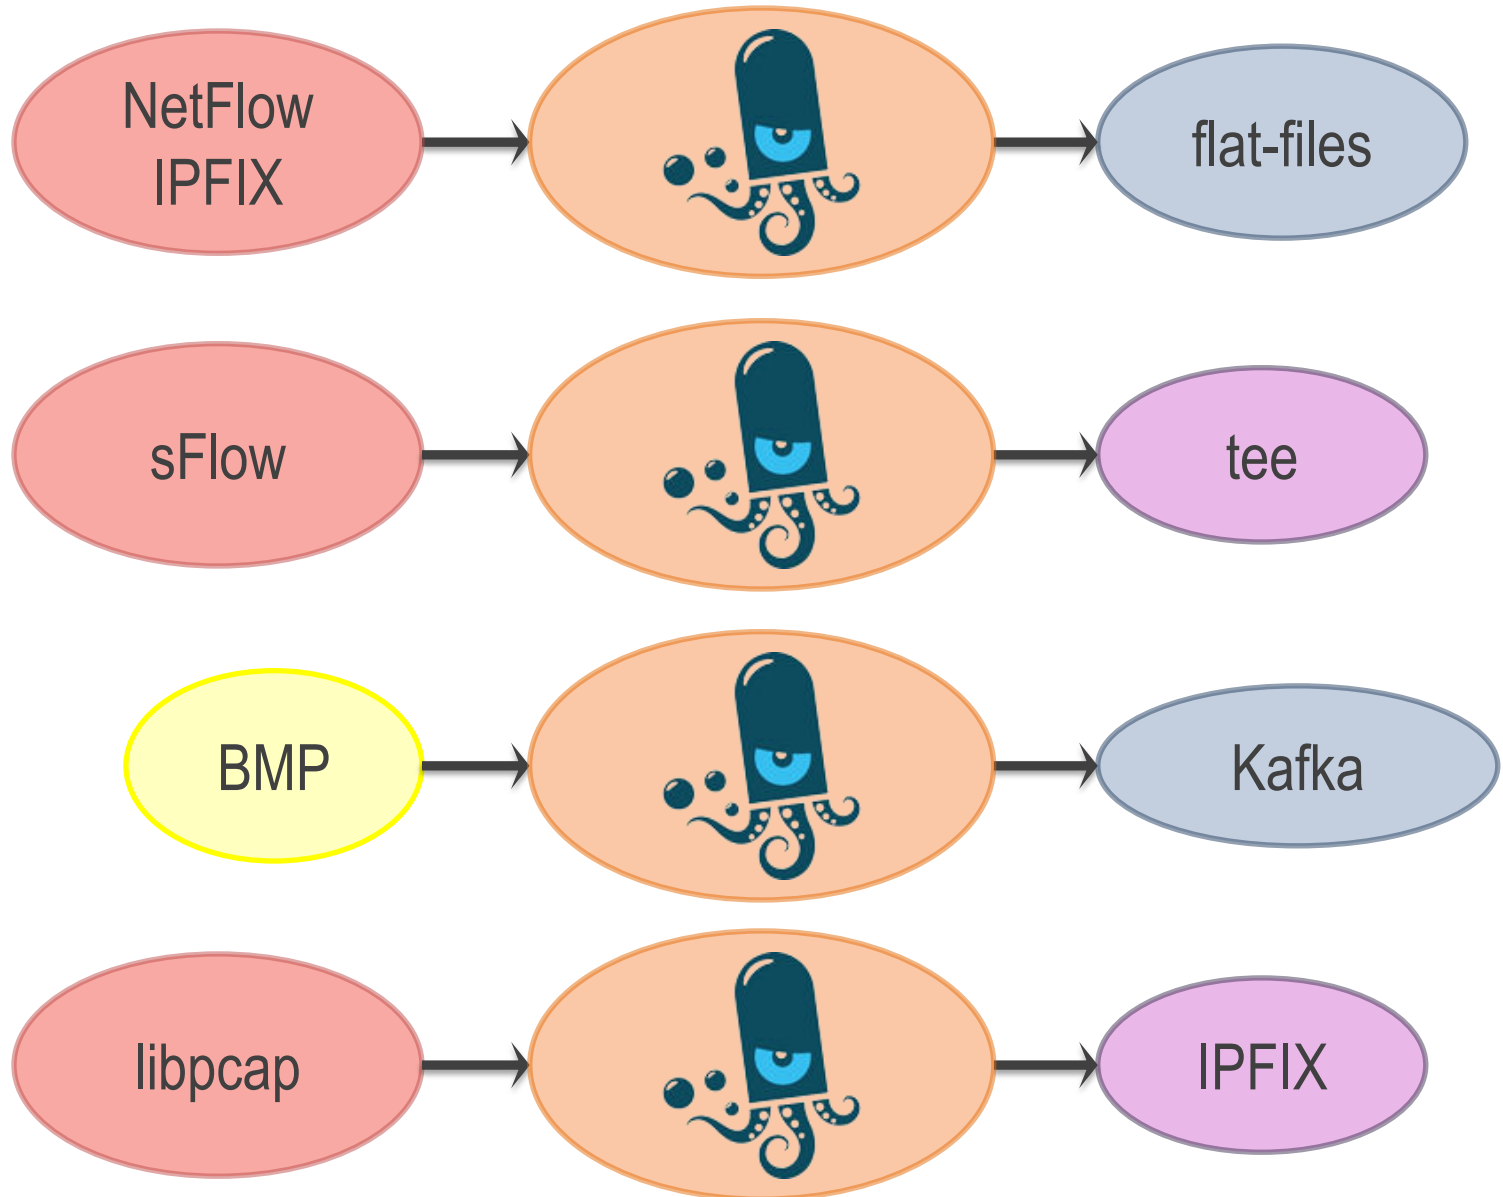 NetFlow
IPFIX
flat-files
sFlow
tee
BMP
Kafka
libpcap
IPFIX